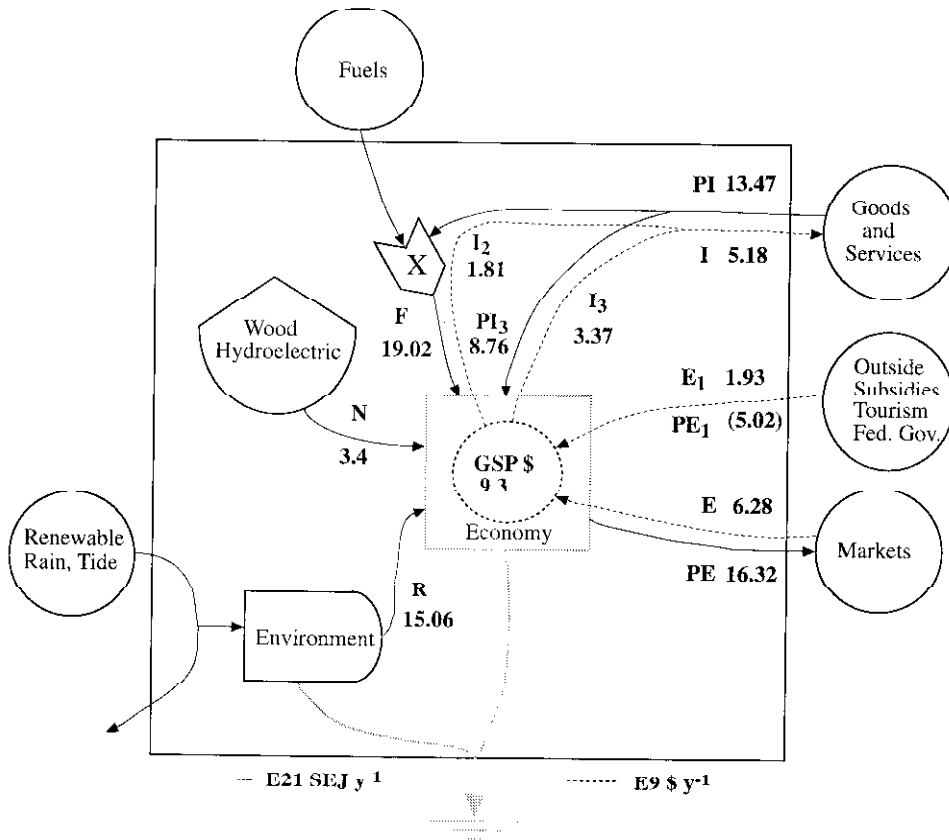 Fuels
PI 13.47
Goods
and
Services
I 5.18
I2
1.81
X
I3
3.37
F
19.02
PI3
8.76
Wood
Hydroelectric
E1 1.93
PE1 (5.02)
Outside
Subsidies
Tourism
Fed. Gov.
N
3.4
GSP $
9.3
Economy
E 6.28
PE 16.32
Markets
Renewable
Rain, Tide
R
15.06
Environment
E21 SEJ y 1
E9 $ y-1